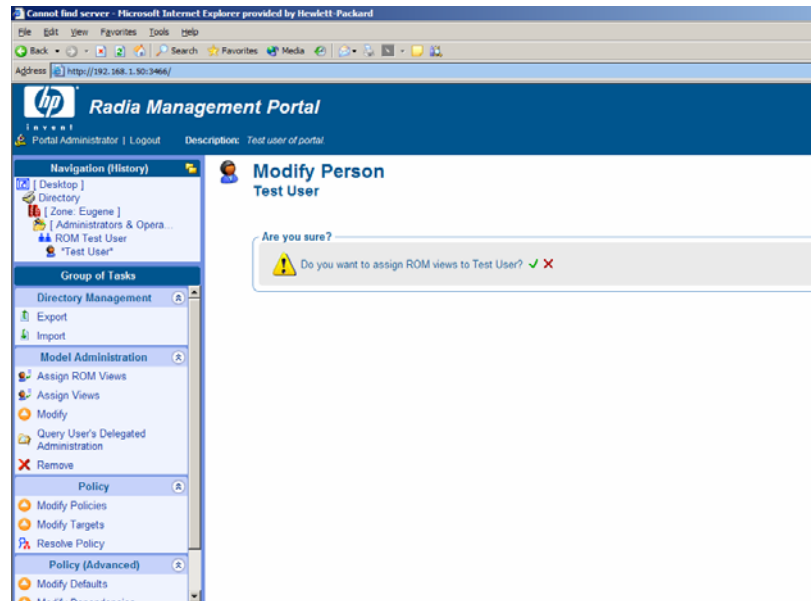 Cannot find server - Microsoft Internet Explorer provided by Hewlett-Packard
File Edit View Favorites Tools Help
Back Search Favorites Media
Address http://192.168.1.50:3466/
hp
invent
Radia Management Portal
Portal Administrator | Logout Description: Test user of portal.
Navigation (History)
[ Desktop ]
Directory
[ Zone: Eugene ]
[ Administrators & Opera...
ROM Test User
"Test User"
Group of Tasks
Directory Management
Export
Import
Model Administration
Assign ROM Views
Assign Views
Modify
Query User's Delegated
Administration
Remove
Policy
Modify Policies
Modify Targets
Resolve Policy
Policy (Advanced)
Modify Defaults
Modify Person
Test User
Are you sure?
Do you want to assign ROM views to Test User?